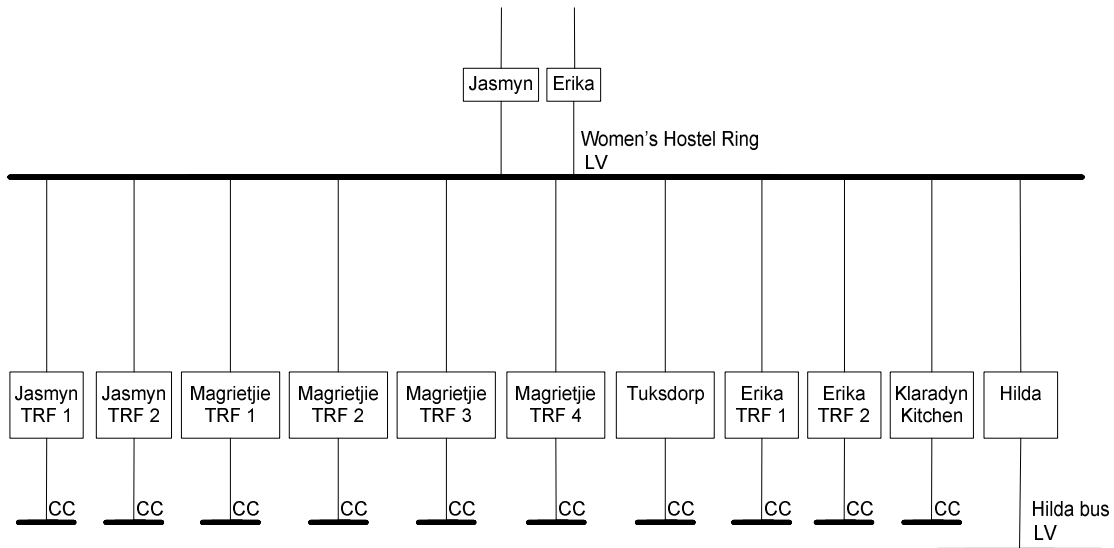 Jasmyn
Erika
Women's Hostel Ring
LV
Jasmyn
TRF 1
Jasmyn
TRF 2
Magrietjie
TRF 1
Magrietjie
TRF 2
Magrietjie
TRF 3
Magrietjie
TRF 4
Tuksdorp
Erika
TRF 1
Erika
TRF 2
Klaradyn
Kitchen
Hilda
CC
CC
CC
CC
CC
CC
CC
CC
CC
CC
Hilda bus
LV